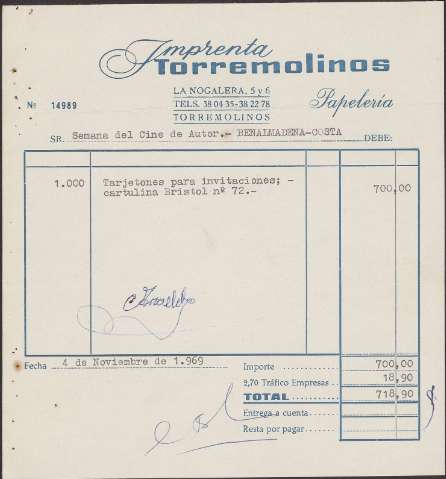 Imprenta
Torremolinos
LA NOGALERA, 5 y 6
TELS. 38 04 35 - 38 22 78
TORREMOLINOS
Papelería
Nº 14989
SR. Semana del Cine de Autor.- BENALMADENA-COSTA DEBE:
1.000 Tarjetones para invitaciones; - 700,00
cartulina Bristol nº 72.-
Fecha 4 de Noviembre de 1.969
Importe 700,00
2,70 Tráfico Empresas 18,90
TOTAL 718,90
Entrega a cuenta
Resta por pagar